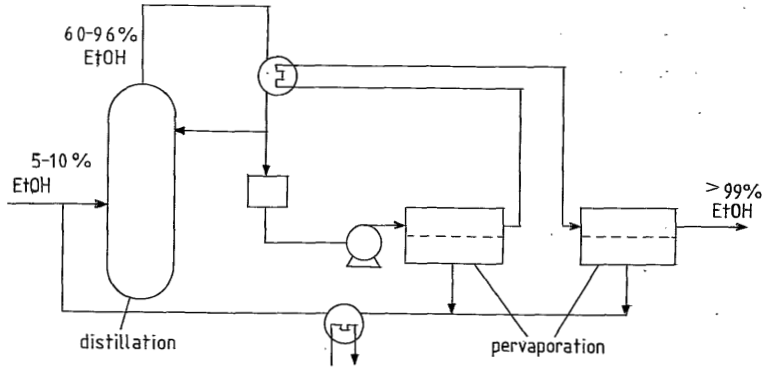 60-96%
EtOH
5-10%
EtOH
> 99%
EtOH
distillation
pervaporation